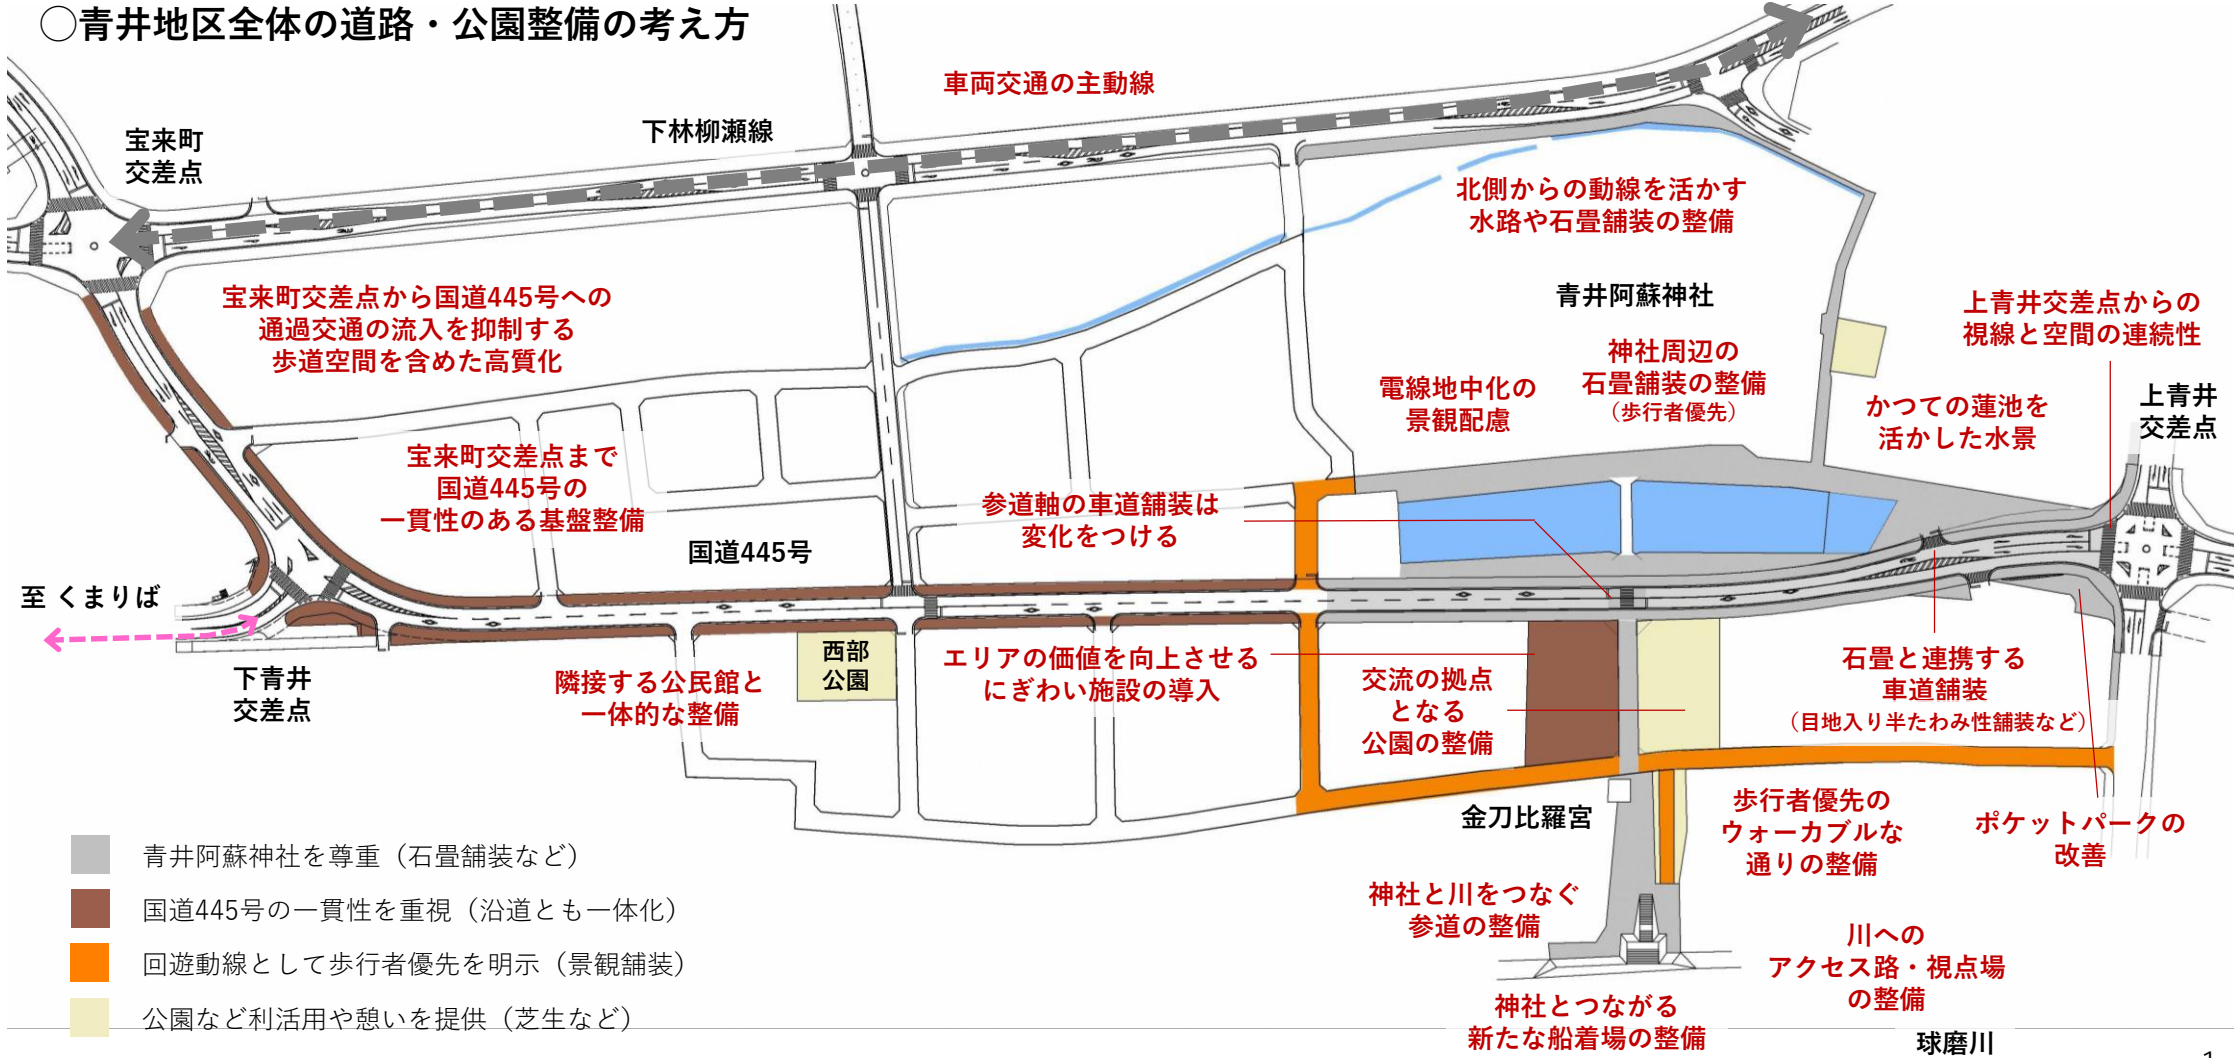 ○青井地区全体の道路・公園整備の考え方
車両交通の主動線
下林柳瀬線
宝来町
交差点
北側からの動線を活かす
水路や石畳舗装の整備
宝来町交差点から国道445号への
通過交通の流入を抑制する
歩道空間を含めた高質化
青井阿蘇神社
上青井交差点からの
視線と空間の連続性
神社周辺の
石畳舗装の整備
（歩行者優先）
電線地中化の
景観配慮
かつての蓮池を
活かした水景
上青井
交差点
宝来町交差点まで
国道445号の
一貫性のある基盤整備
参道軸の車道舗装は
変化をつける
国道445号
至 くまりば
下青井
交差点
隣接する公民館と
一体的な整備
西部
公園
エリアの価値を向上させる
にぎわい施設の導入
交流の拠点
となる
公園の整備
石畳と連携する
車道舗装
（目地入り半たわみ性舗装など）
金刀比羅宮
歩行者優先の
ウォーカブルな
通りの整備
ポケットパークの
改善
神社と川をつなぐ
参道の整備
川への
アクセス路・視点場
の整備
神社とつながる
新たな船着場の整備
球磨川
青井阿蘇神社を尊重（石畳舗装など）
国道445号の一貫性を重視（沿道とも一体化）
回遊動線として歩行者優先を明示（景観舗装）
公園など利活用や憩いを提供（芝生など）